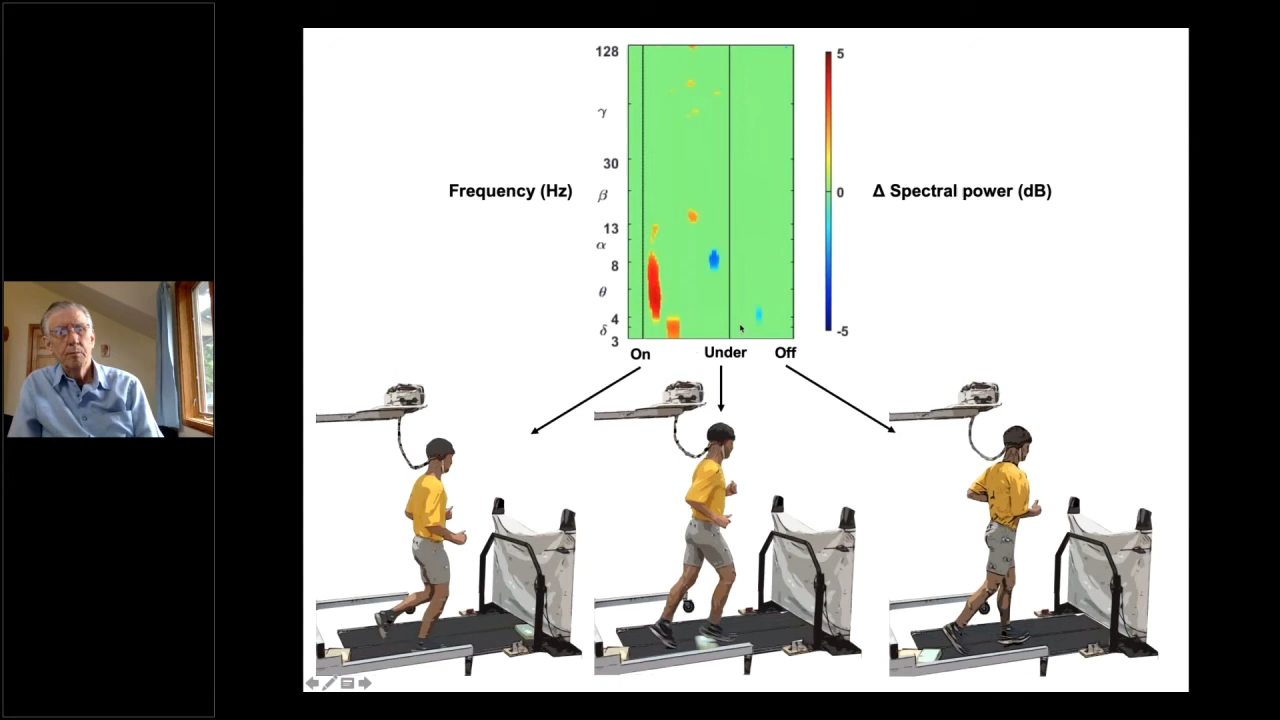 128
γ
30
β
13
α
8
θ
4
δ
3
Frequency (Hz)
5
0
-5
Δ Spectral power (dB)
On
Under
Off